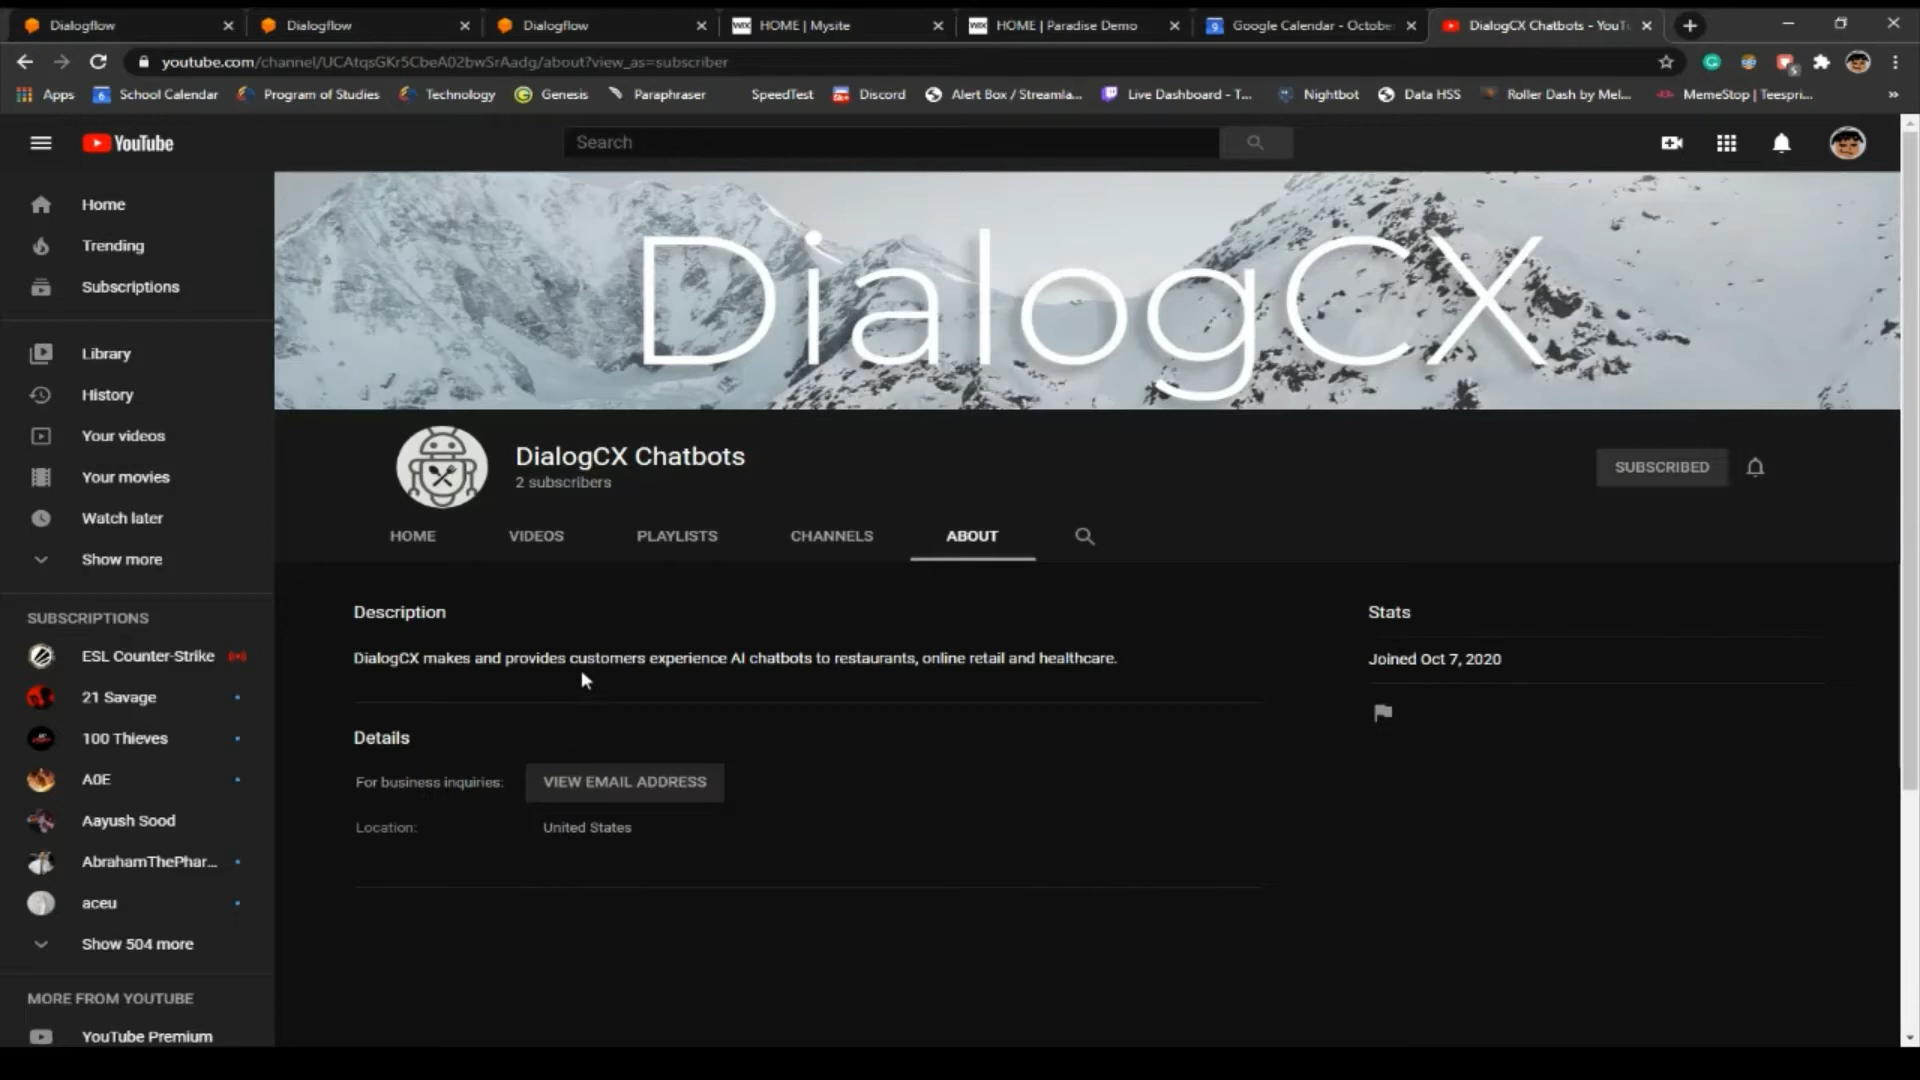 Dialogflow
Dialogflow
Dialogflow
HOME | Mysite
HOME | Paradise Demo
Google Calendar - Octobe
DialogCX Chatbots - YouT
youtube.com/channel/UCAtqsGKr5CbeA02bwSrAadg/about?view_as=subscriber
Apps School Calendar Program of Studies Technology Genesis Paraphraser SpeedTest Discord Alert Box / Streamla... Live Dashboard - T... Nightbot Data HSS Roller Dash by Mel... MemeStop | Teespri...
YouTube
Search
Home
Trending
Subscriptions
Library
History
Your videos
Your movies
Watch later
Show more
SUBSCRIPTIONS
ESL Counter-Strike
21 Savage
100 Thieves
A0E
Aayush Sood
AbrahamThePhar...
aceu
Show 504 more
MORE FROM YOUTUBE
YouTube Premium
DialogCX
DialogCX Chatbots
2 subscribers
SUBSCRIBED
HOME VIDEOS PLAYLISTS CHANNELS ABOUT
Description
DialogCX makes and provides customers experience AI chatbots to restaurants, online retail and healthcare.
Details
For business inquiries: VIEW EMAIL ADDRESS
Location: United States
Stats
Joined Oct 7, 2020